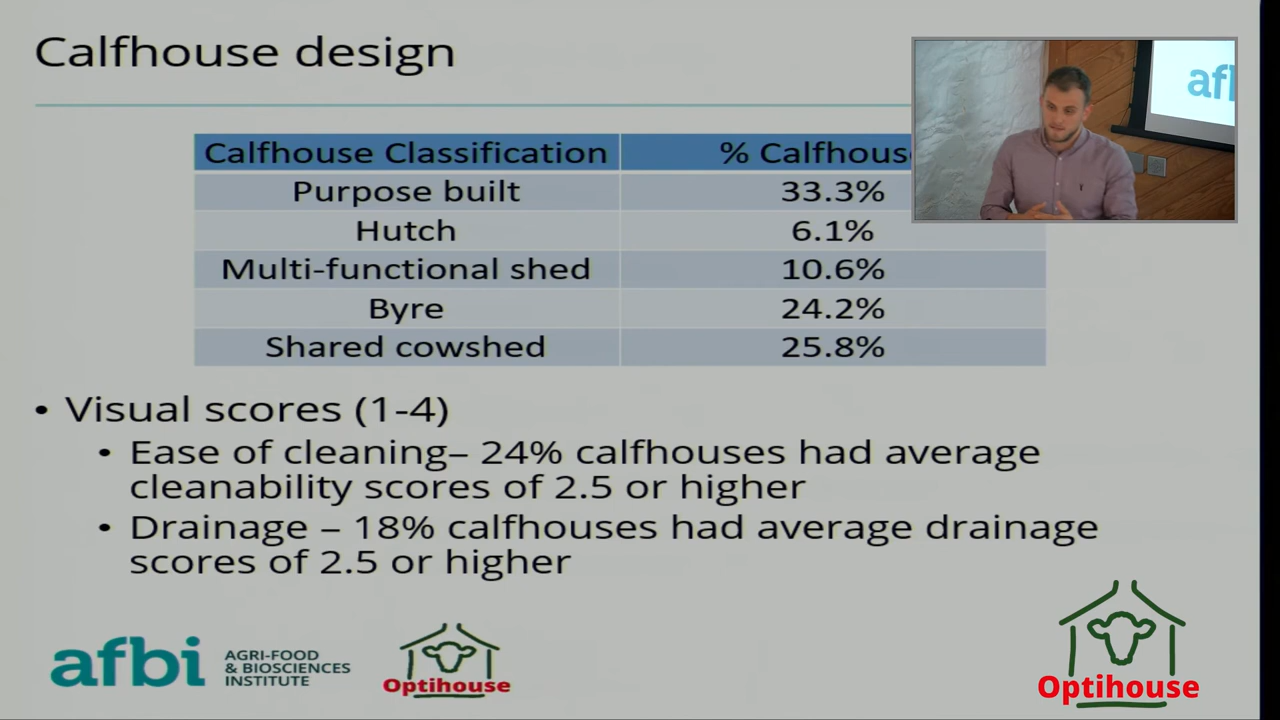 Calfhouse design
Calfhouse Classification
% Calfhous
Purpose built
33.3%
Hutch
6.1%
Multi-functional shed
10.6%
Byre
24.2%
Shared cowshed
25.8%
• Visual scores (1-4)
• Ease of cleaning– 24% calfhouses had average
cleanability scores of 2.5 or higher
• Drainage – 18% calfhouses had average drainage
scores of 2.5 or higher
afbi
AGRI-FOOD
& BIOSCIENCES
INSTITUTE
Optihouse
Optihouse
afb